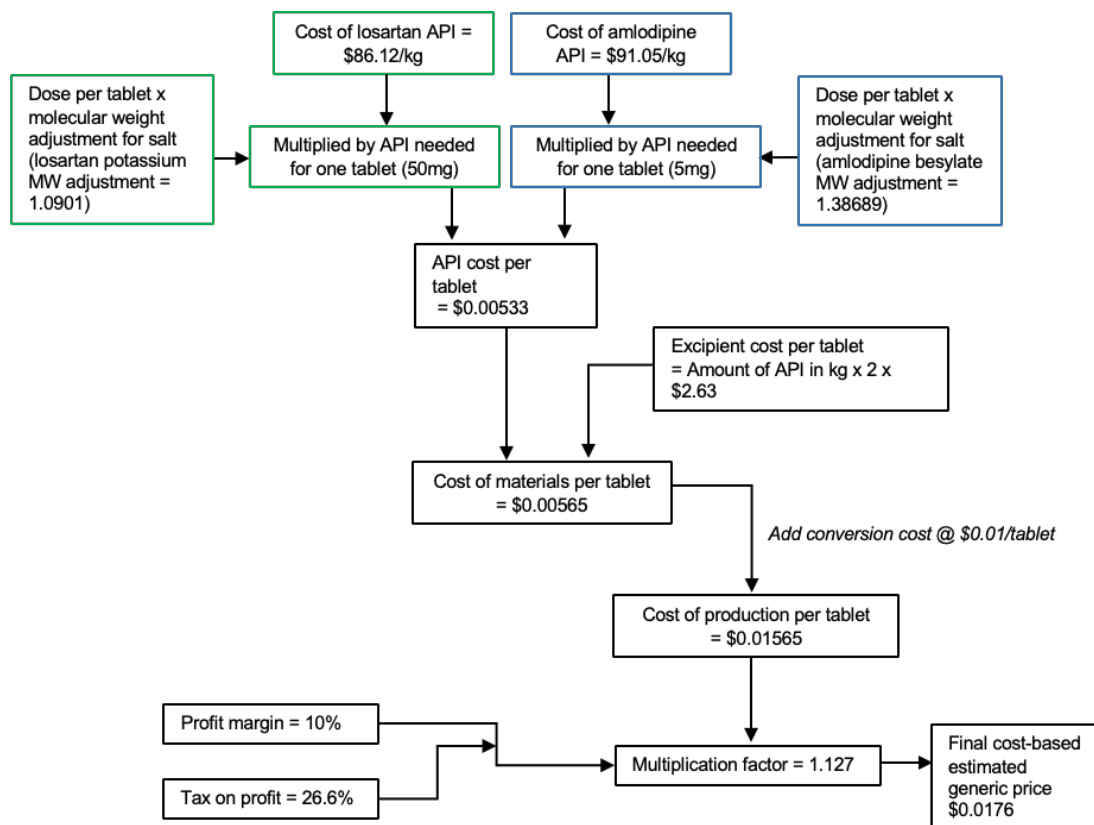 Cost of losartan API =
$86.12/kg
Cost of amlodipine
API = $91.05/kg
Dose per tablet x
molecular weight
adjustment for salt
(losartan potassium
MW adjustment =
1.0901)
Multiplied by API needed
for one tablet (50mg)
Multiplied by API needed
for one tablet (5mg)
Dose per tablet x
molecular weight
adjustment for salt
(amlodipine besylate
MW adjustment =
1.38689)
API cost per
tablet
= $0.00533
Excipient cost per tablet
= Amount of API in kg x 2 x
$2.63
Cost of materials per tablet
= $0.00565
Add conversion cost @ $0.01/tablet
Cost of production per tablet
= $0.01565
Profit margin = 10%
Tax on profit = 26.6%
Multiplication factor = 1.127
Final cost-based
estimated
generic price
$0.0176